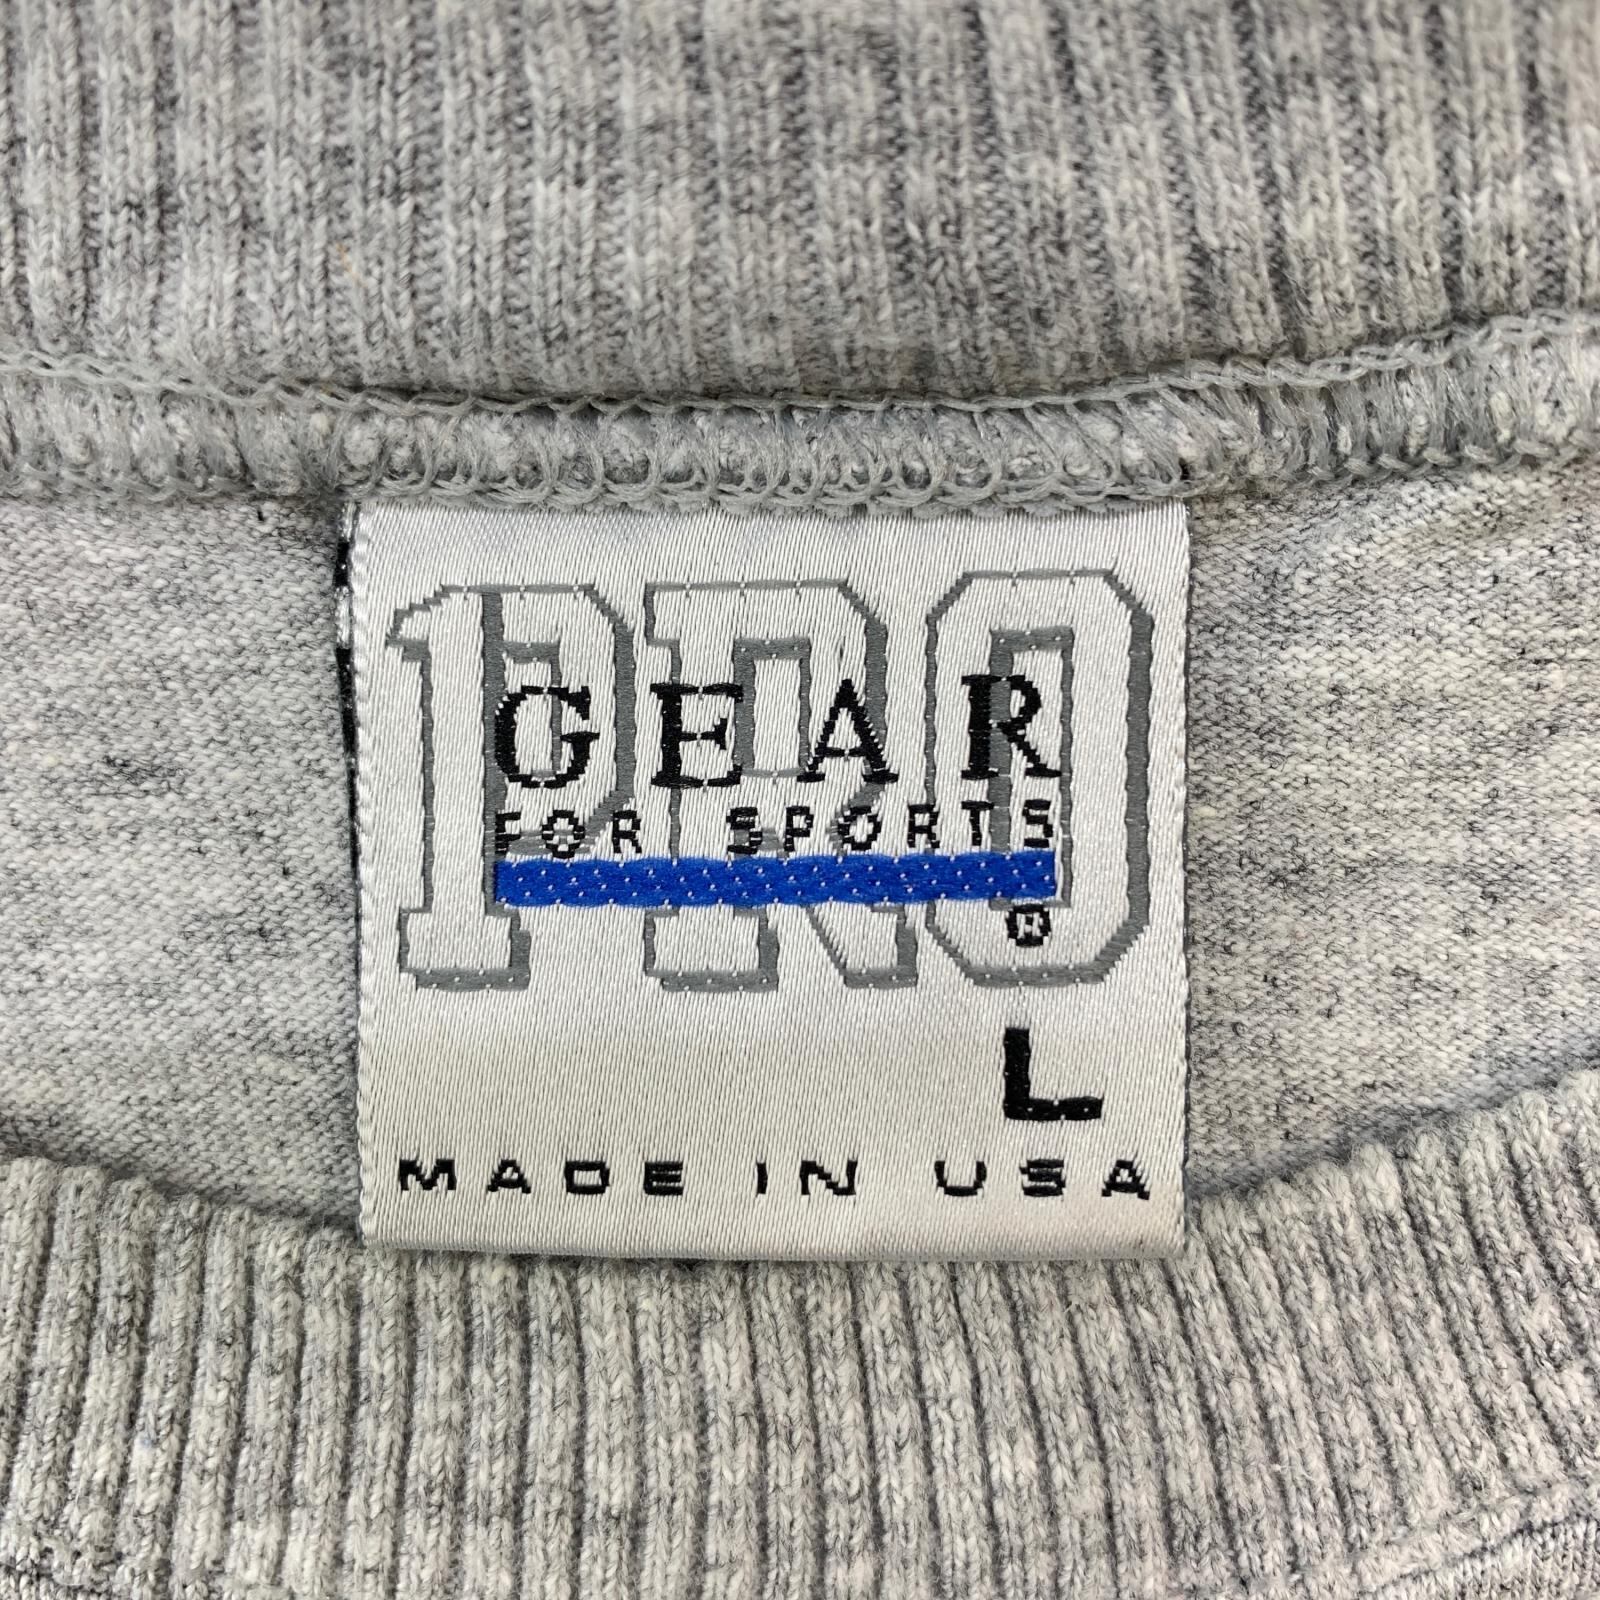 PRO
GEAR
FOR SPORTS
®
L
MADE IN USA